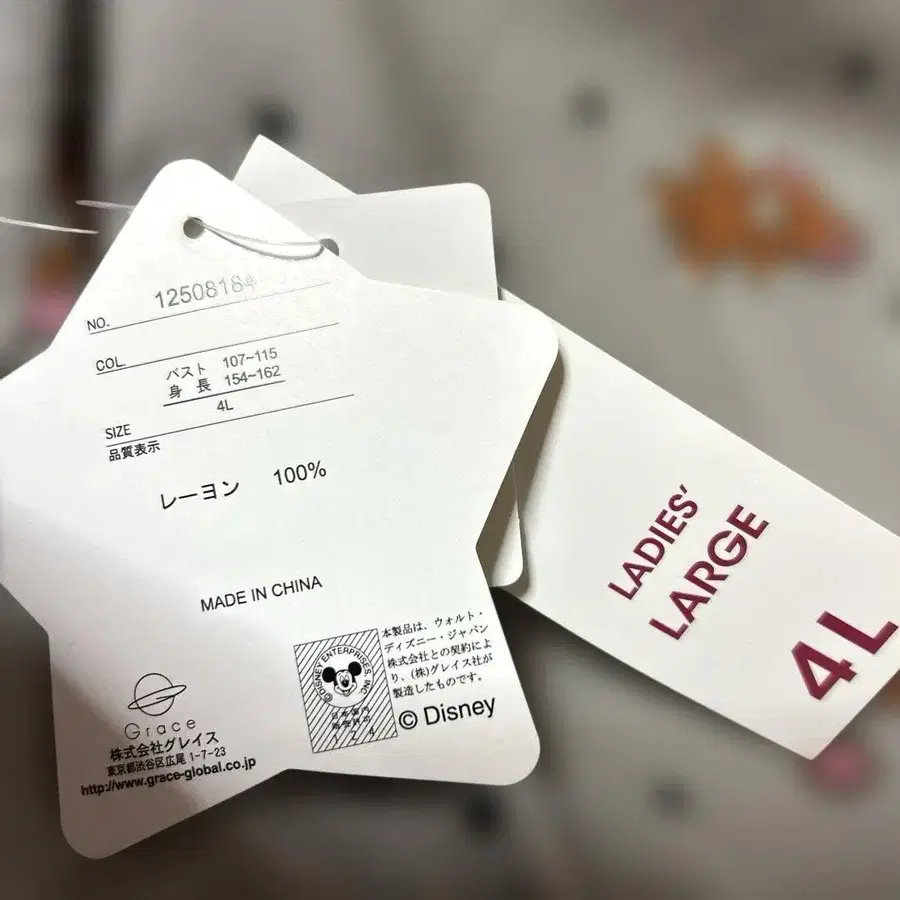 NO. 12508184
COL.
バスト 107~115
身長 154~162
4L
SIZE
品質表示
レーヨン 100%
MADE IN CHINA
本製品は、ウォルト・
ディズニー・ジャパン
株式会社との契約によ
り、(株)グレイス社が
製造したものです。
© Disney
©DISNEY ENTERPRISES, INC.
日本国内
Grace
株式会社グレイス
東京都渋谷区広尾 1-7-23
http://www.grace-global.co.jp
LADIES'
LARGE
4L